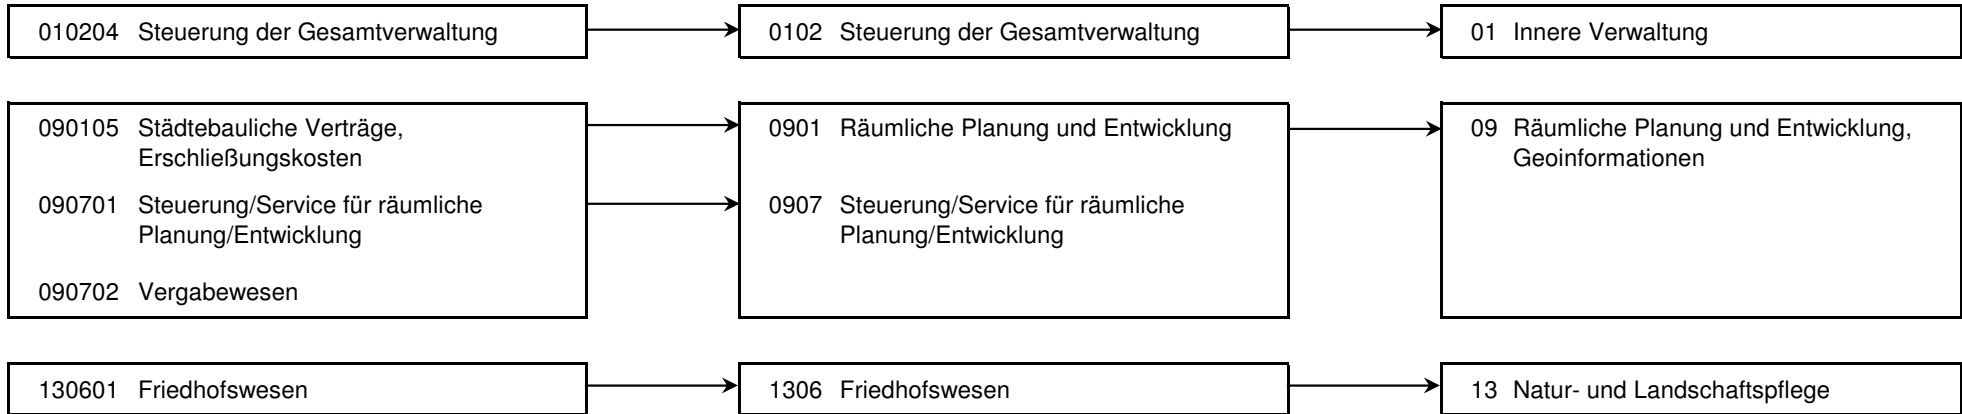 010204 Steuerung der Gesamtverwaltung
0102 Steuerung der Gesamtverwaltung
01 Innere Verwaltung
090105 Städtebauliche Verträge,
Erschließungskosten
090701 Steuerung/Service für räumliche
Planung/Entwicklung
090702 Vergabewesen
0901 Räumliche Planung und Entwicklung
0907 Steuerung/Service für räumliche
Planung/Entwicklung
09 Räumliche Planung und Entwicklung,
Geoinformationen
130601 Friedhofswesen
1306 Friedhofswesen
13 Natur- und Landschaftspflege